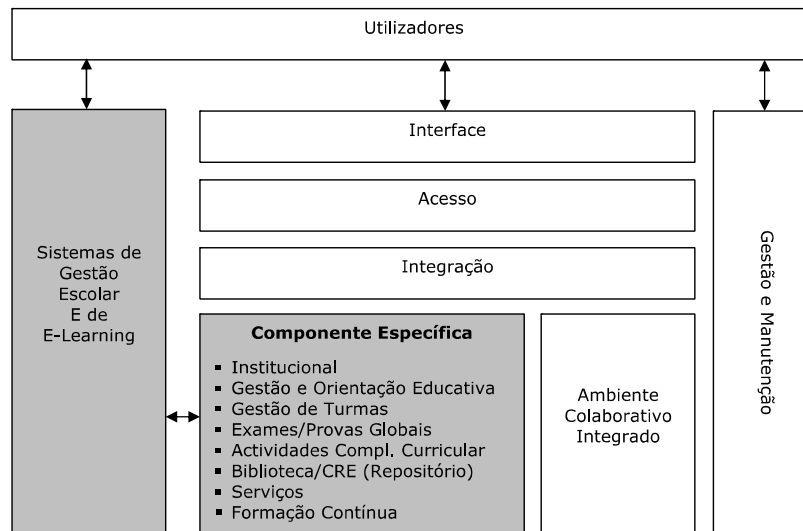 Utilizadores
Interface
Acesso
Integração
Sistemas de
Gestão
Escolar
E de
E-Learning
Componente Específica
▪ Institucional
▪ Gestão e Orientação Educativa
▪ Gestão de Turmas
▪ Exames/Provas Globais
▪ Actividades Compl. Curricular
▪ Biblioteca/CRE (Repositório)
▪ Serviços
▪ Formação Contínua
Ambiente
Colaborativo
Integrado
Gestão e Manutenção